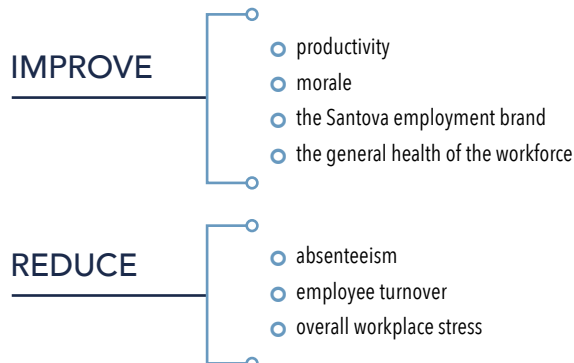 IMPROVE
productivity
morale
the Santova employment brand
the general health of the workforce
REDUCE
absenteeism
employee turnover
overall workplace stress